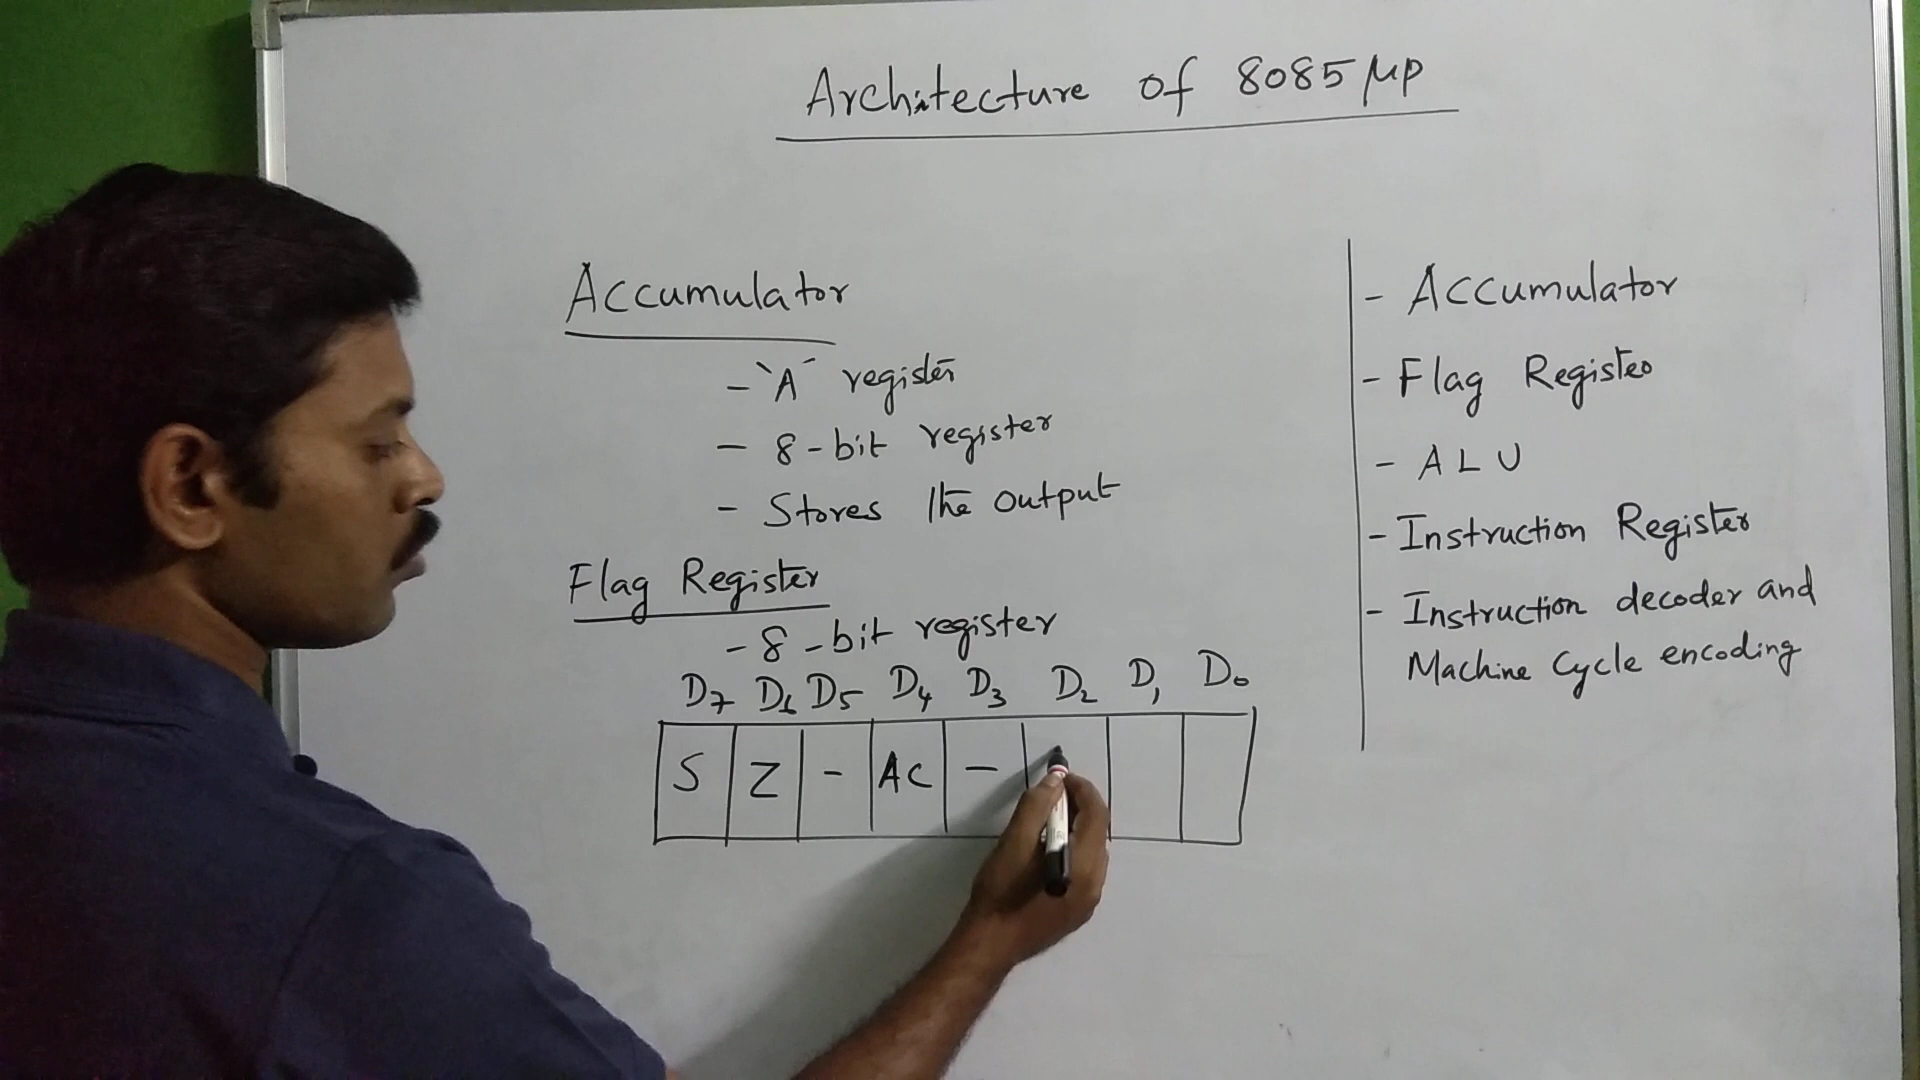 Architecture of 8085 μp
Accumulator
- `A´ register
- 8-bit register
- Stores the output
Flag Register
- 8-bit register
D7 D6 D5 D4 D3 D2 D1 D0
S Z - AC -
- Accumulator
- Flag Register
- ALU
- Instruction Register
- Instruction decoder and
Machine Cycle encoding